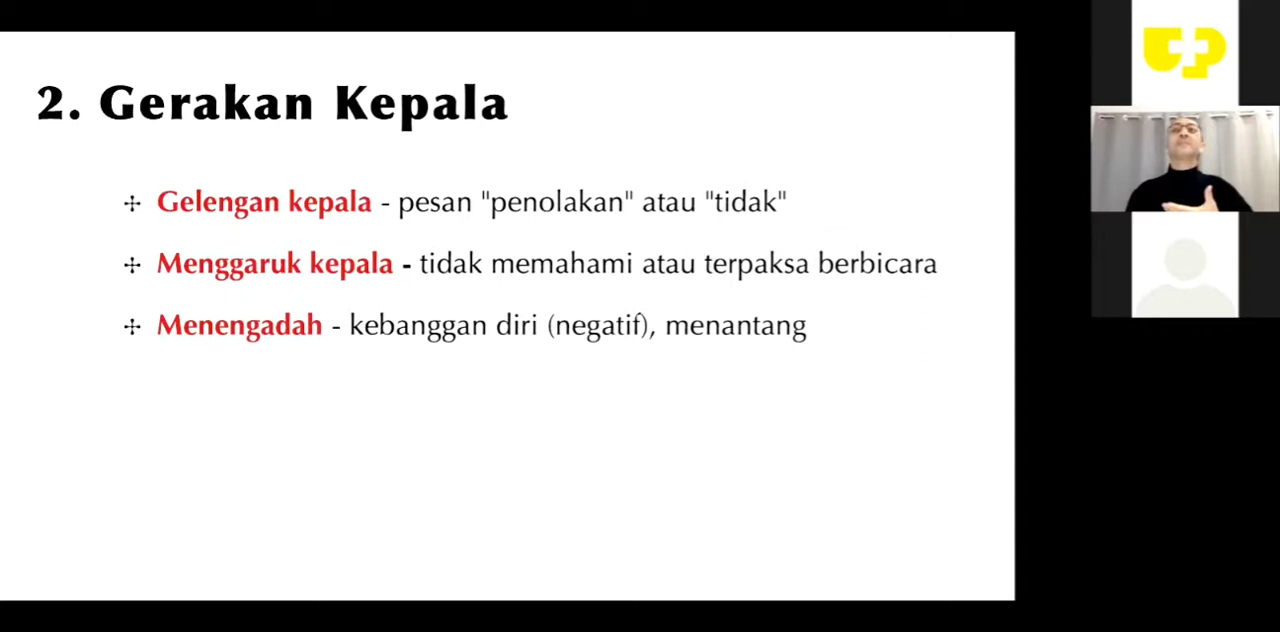 2. Gerakan Kepala
Gelengan kepala - pesan "penolakan" atau "tidak"
Menggaruk kepala - tidak memahami atau terpaksa berbicara
Menengadah - kebanggan diri (negatif), menantang